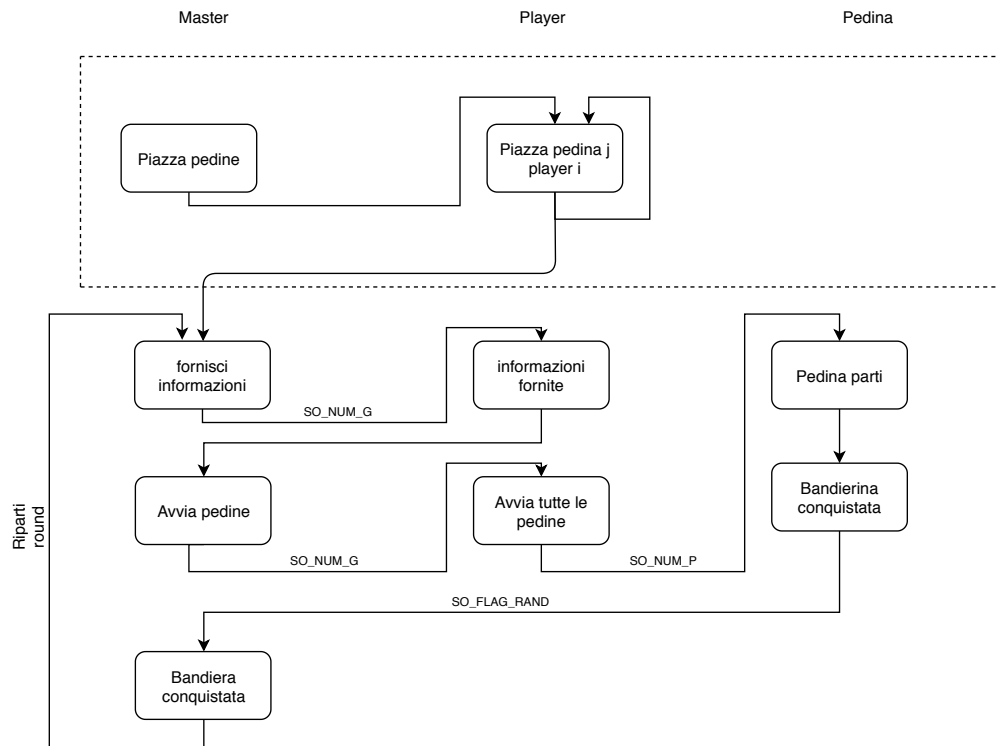 Master
Player
Pedina
Piazza pedine
Piazza pedina j
player i
fornisci
informazioni
informazioni
fornite
Pedina parti
SO_NUM_G
Avvia pedine
Avvia tutte le
pedine
Bandierina
conquistata
Riparti
round
SO_NUM_G
SO_NUM_P
SO_FLAG_RAND
Bandiera
conquistata